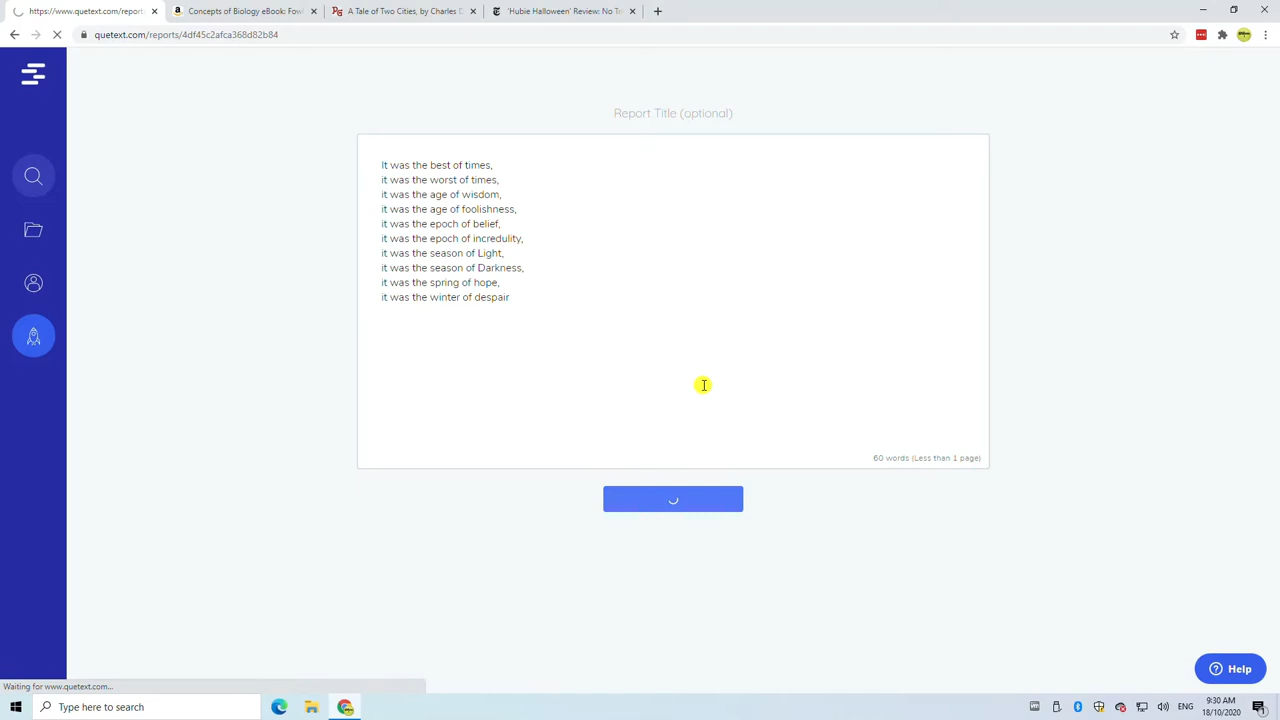 https://www.quetext.com/report
Concepts of Biology eBook: Fowl
A Tale of Two Cities, by Charles D
'Hubie Halloween' Review: No Tri
quetext.com/reports/4df45c2afca368d82b84
Report Title (optional)
It was the best of times,
it was the worst of times,
it was the age of wisdom,
it was the age of foolishness,
it was the epoch of belief,
it was the epoch of incredulity,
it was the season of Light,
it was the season of Darkness,
it was the spring of hope,
it was the winter of despair
60 words (Less than 1 page)
Help
Waiting for www.quetext.com...
Type here to search
ENG
9:30 AM
18/10/2020